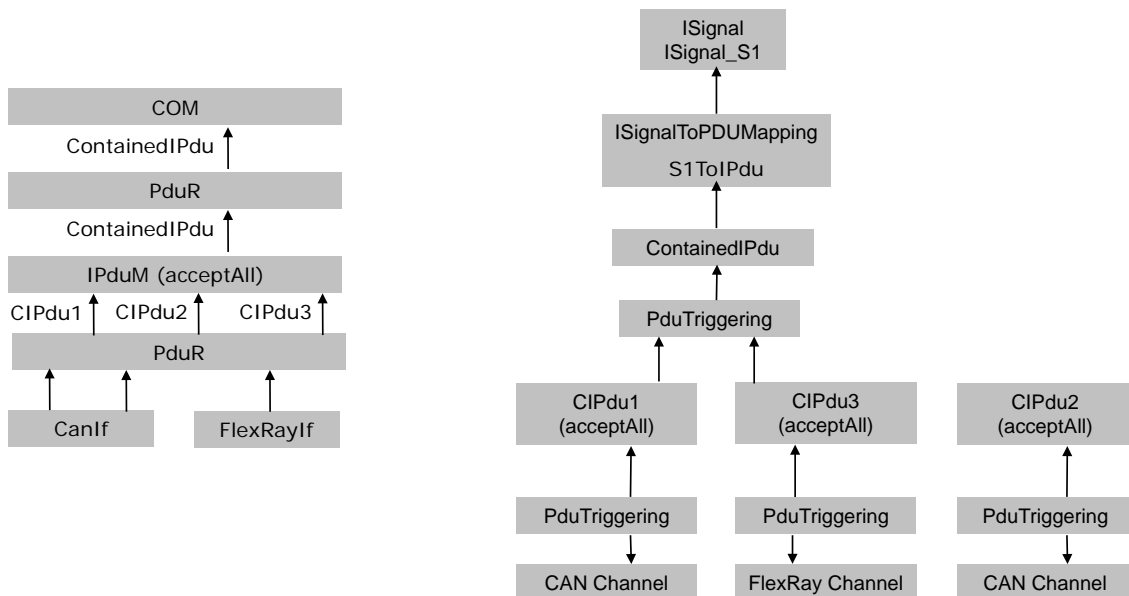 COM
ContainedIPdu
PduR
ContainedIPdu
IPduM (acceptAll)
CIPdu1 CIPdu2 CIPdu3
PduR
CanIf FlexRayIf
ISignal
ISignal_S1
ISignalToPDUMapping
S1ToIPdu
ContainedIPdu
PduTriggering
CIPdu1
(acceptAll)
CIPdu3
(acceptAll)
CIPdu2
(acceptAll)
PduTriggering PduTriggering PduTriggering
CAN Channel FlexRay Channel CAN Channel